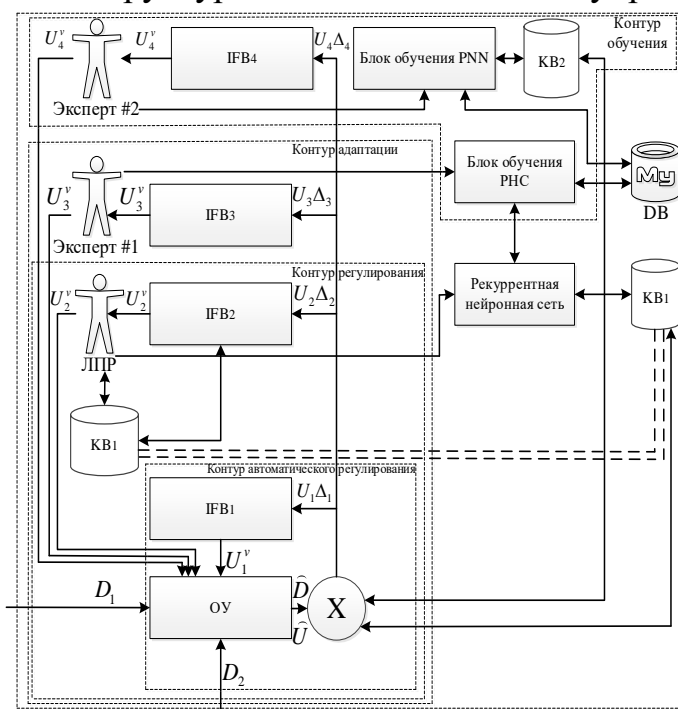 Контур
обучения
U₄ᵛ
U₄ᵛ
IFB4
U₄Δ₄
Блок обучения PNN
KB2
Эксперт #2
Контур адаптации
U₃ᵛ
U₃ᵛ
IFB3
U₃Δ₃
Блок обучения
РНС
My
DB
Эксперт #1
Контур регулирования
U₂ᵛ
U₂ᵛ
IFB2
U₂Δ₂
Рекуррентная
нейронная сеть
KB1
ЛПР
KB1
Контур автоматического регулирования
IFB1
U₁Δ₁
U₁ᵛ
D₁
ОУ
D̂
Û
X
D₂